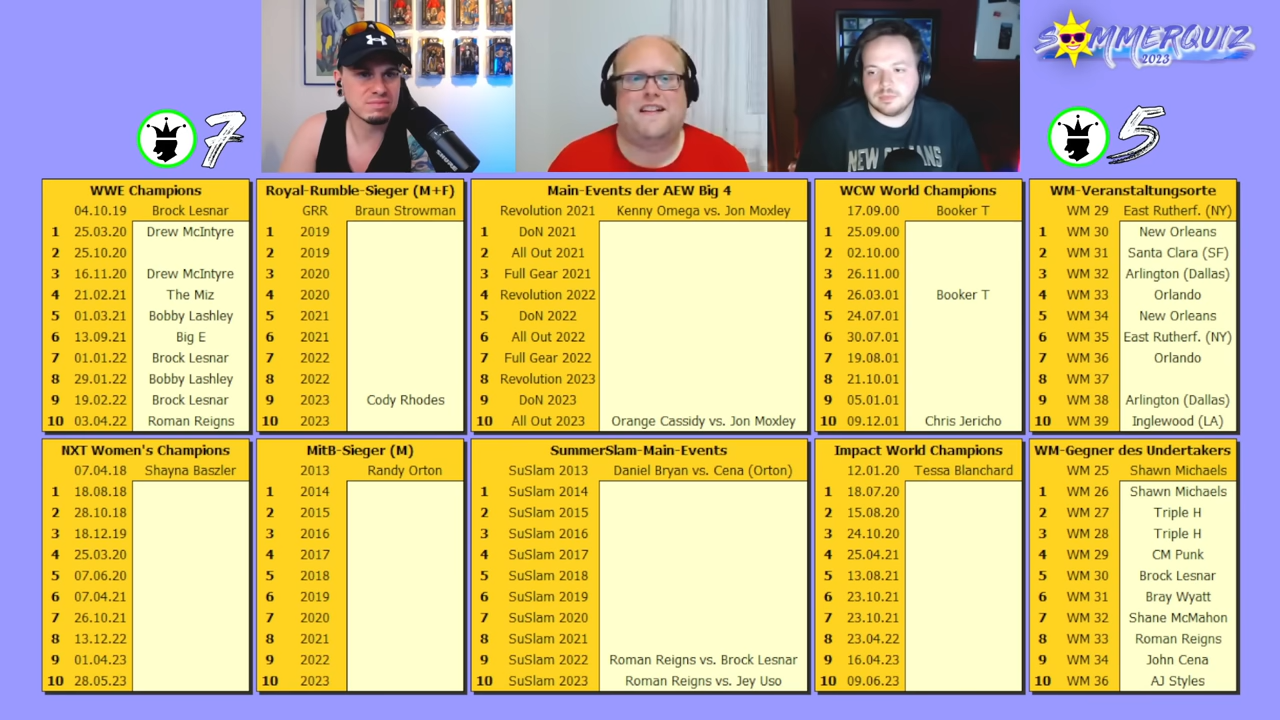 SOMMERQUIZ
2023
7
5
NEW ORLEANS
WWE Champions
04.10.19 Brock Lesnar
1 25.03.20 Drew McIntyre
2 25.10.20
3 16.11.20 Drew McIntyre
4 21.02.21 The Miz
5 01.03.21 Bobby Lashley
6 13.09.21 Big E
7 01.01.22 Brock Lesnar
8 29.01.22 Bobby Lashley
9 19.02.22 Brock Lesnar
10 03.04.22 Roman Reigns
Royal-Rumble-Sieger (M+F)
GRR Braun Strowman
1 2019
2 2019
3 2020
4 2020
5 2021
6 2021
7 2022
8 2022
9 2023 Cody Rhodes
10 2023
Main-Events der AEW Big 4
Revolution 2021 Kenny Omega vs. Jon Moxley
1 DoN 2021
2 All Out 2021
3 Full Gear 2021
4 Revolution 2022
5 DoN 2022
6 All Out 2022
7 Full Gear 2022
8 Revolution 2023
9 DoN 2023
10 All Out 2023 Orange Cassidy vs. Jon Moxley
WCW World Champions
17.09.00 Booker T
1 25.09.00
2 02.10.00
3 26.11.00
4 26.03.01 Booker T
5 24.07.01
6 30.07.01
7 19.08.01
8 21.10.01
9 05.01.01
10 09.12.01 Chris Jericho
WM-Veranstaltungsorte
WM 29 East Rutherf. (NY)
1 WM 30 New Orleans
2 WM 31 Santa Clara (SF)
3 WM 32 Arlington (Dallas)
4 WM 33 Orlando
5 WM 34 New Orleans
6 WM 35 East Rutherf. (NY)
7 WM 36 Orlando
8 WM 37
9 WM 38 Arlington (Dallas)
10 WM 39 Inglewood (LA)
NXT Women's Champions
07.04.18 Shayna Baszler
1 18.08.18
2 28.10.18
3 18.12.19
4 25.03.20
5 07.06.20
6 07.04.21
7 26.10.21
8 13.12.22
9 01.04.23
10 28.05.23
MitB-Sieger (M)
2013 Randy Orton
1 2014
2 2015
3 2016
4 2017
5 2018
6 2019
7 2020
8 2021
9 2022
10 2023
SummerSlam-Main-Events
SuSlam 2013 Daniel Bryan vs. Cena (Orton)
1 SuSlam 2014
2 SuSlam 2015
3 SuSlam 2016
4 SuSlam 2017
5 SuSlam 2018
6 SuSlam 2019
7 SuSlam 2020
8 SuSlam 2021
9 SuSlam 2022 Roman Reigns vs. Brock Lesnar
10 SuSlam 2023 Roman Reigns vs. Jey Uso
Impact World Champions
12.01.20 Tessa Blanchard
1 18.07.20
2 15.08.20
3 24.10.20
4 25.04.21
5 13.08.21
6 23.10.21
7 23.10.21
8 23.04.22
9 16.04.23
10 09.06.23
WM-Gegner des Undertakers
WM 25 Shawn Michaels
1 WM 26 Shawn Michaels
2 WM 27 Triple H
3 WM 28 Triple H
4 WM 29 CM Punk
5 WM 30 Brock Lesnar
6 WM 31 Bray Wyatt
7 WM 32 Shane McMahon
8 WM 33 Roman Reigns
9 WM 34 John Cena
10 WM 36 AJ Styles